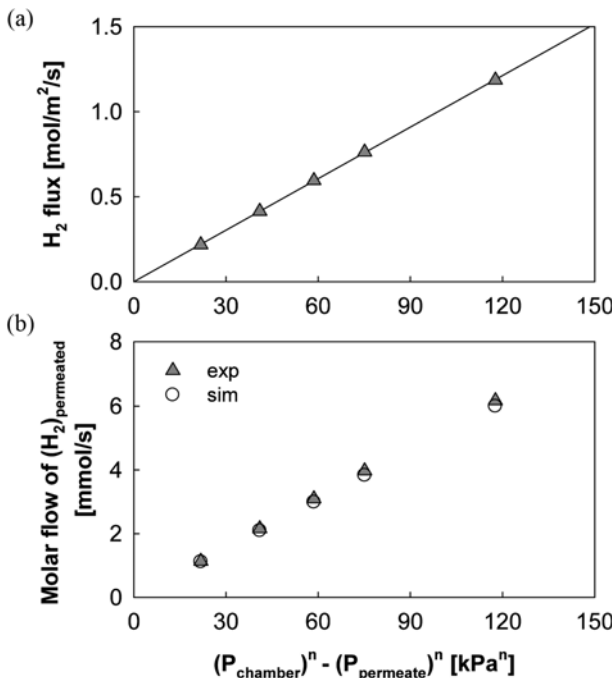 (a)
H₂ flux [mol/m²/s]
1.5
1.0
0.5
0.0
0 30 60 90 120 150
(b)
Molar flow of (H₂)permeated
[mmol/s]
8
6
4
2
0
exp
sim
0 30 60 90 120 150
(Pchamber)ⁿ - (Ppermeate)ⁿ [kPaⁿ]